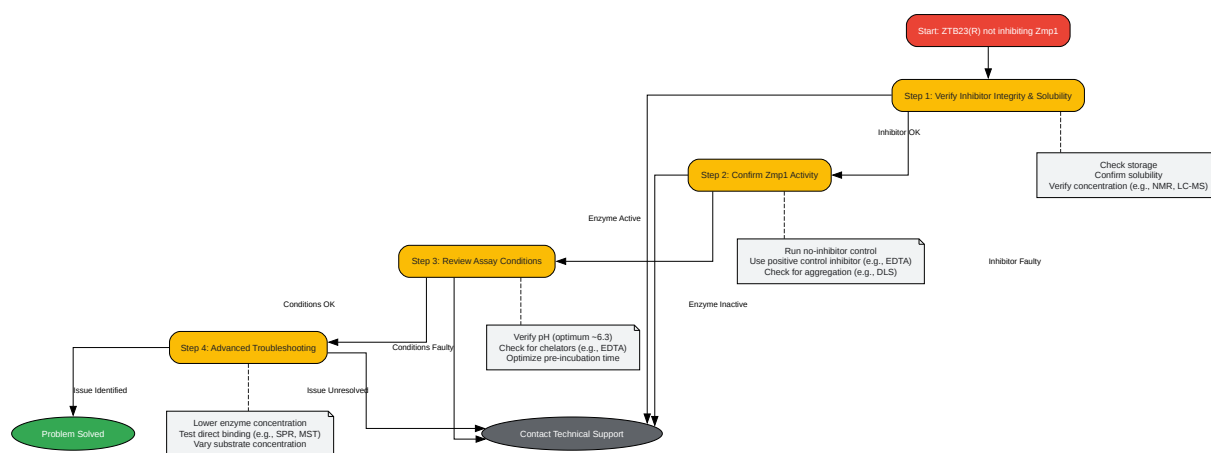 Start: ZTB23(R) not inhibiting Zmp1
Step 1: Verify Inhibitor Integrity & Solubility
Inhibitor OK
Check storage
Confirm solubility
Verify concentration (e.g., NMR, LC-MS)
Step 2: Confirm Zmp1 Activity
Enzyme Active
Run no-inhibitor control
Use positive control inhibitor (e.g., EDTA)
Check for aggregation (e.g., DLS)
Inhibitor Faulty
Step 3: Review Assay Conditions
Conditions OK
Enzyme Inactive
Verify pH (optimum ~6.3)
Check for chelators (e.g., EDTA)
Optimize pre-incubation time
Step 4: Advanced Troubleshooting
Conditions Faulty
Issue Identified
Issue Unresolved
Lower enzyme concentration
Test direct binding (e.g., SPR, MST)
Vary substrate concentration
Problem Solved
Contact Technical Support